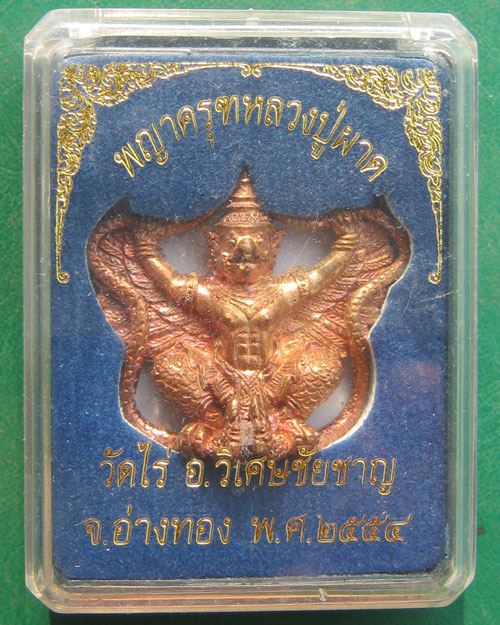 พญาครุฑหลวงปู่ผาด
วัดไร่ อ.วิเศษชัยชาญ
จ.อ่างทอง พ.ศ.๒๕๕๔